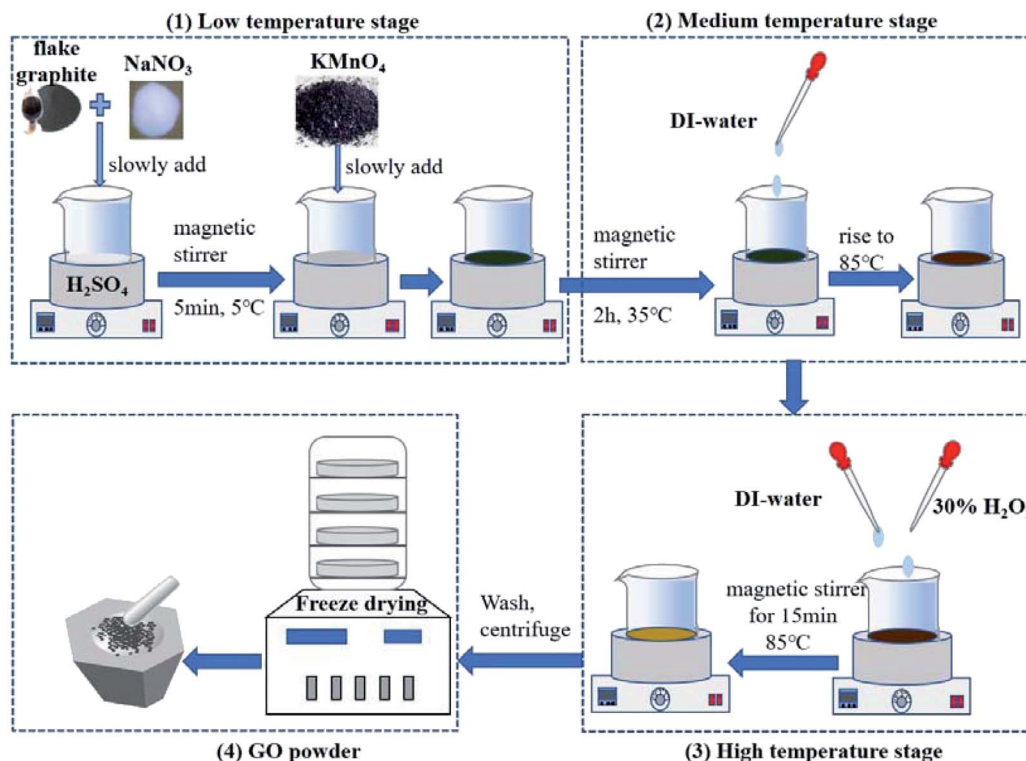 (1) Low temperature stage
flake
graphite
NaNO₃
KMnO₄
slowly add
slowly add
magnetic
stirrer
H₂SO₄
5min, 5℃
(2) Medium temperature stage
DI-water
magnetic
stirrer
2h, 35℃
rise to
85℃
DI-water
30% H₂O
magnetic stirrer
for 15min
85℃
(3) High temperature stage
Wash,
centrifuge
Freeze drying
(4) GO powder